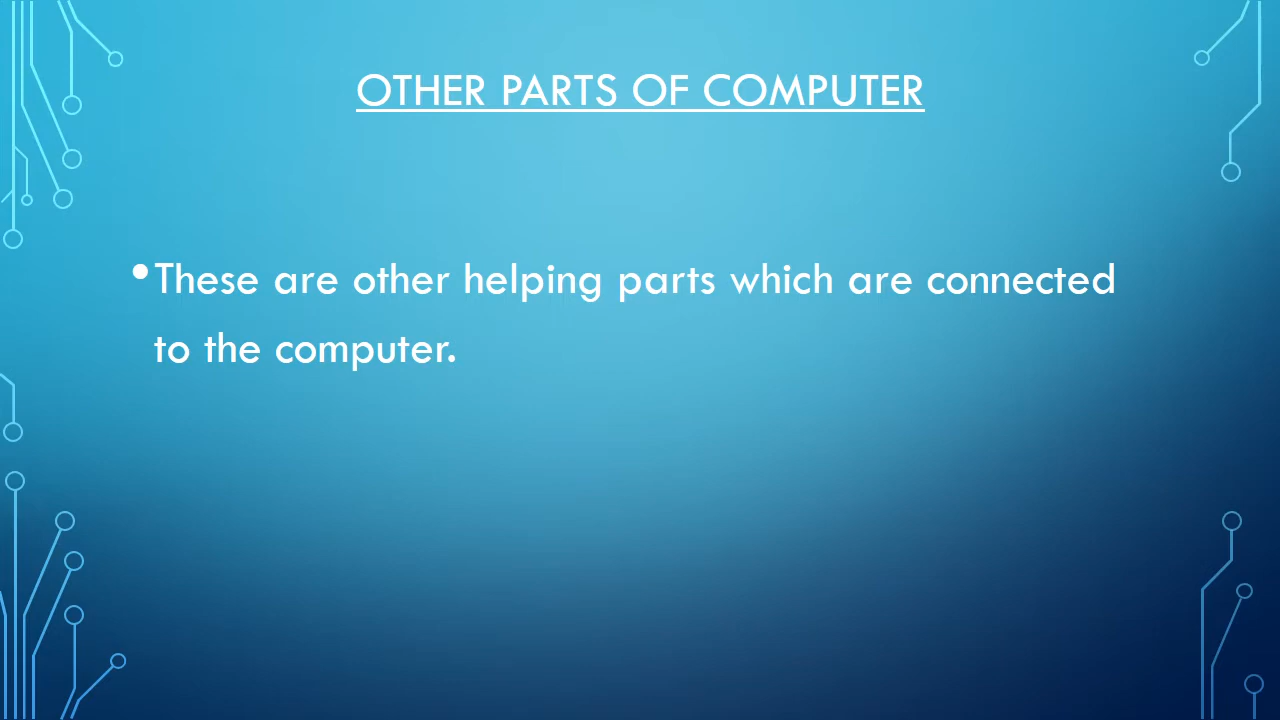 OTHER PARTS OF COMPUTER
•These are other helping parts which are connected
to the computer.